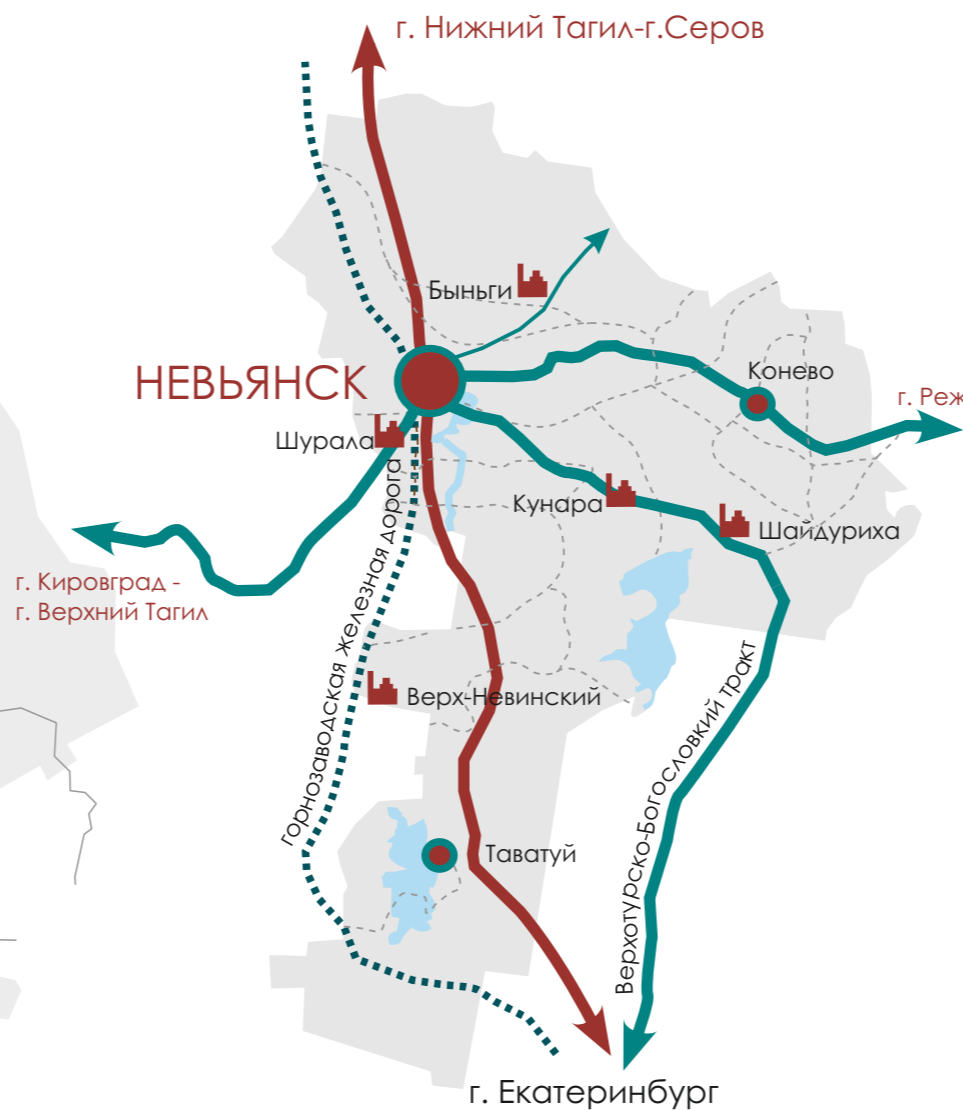 г. Нижний Тагил-г.Серов
Быньги
НЕВЬЯНСК
Конево
г. Реж
Шурала
Кунара
Шайдуриха
г. Кировград -
г. Верхний Тагил
горнозаводская железная дорога
Верх-Невинский
Верхотурско-Богословкий тракт
Таватуй
г. Екатеринбург